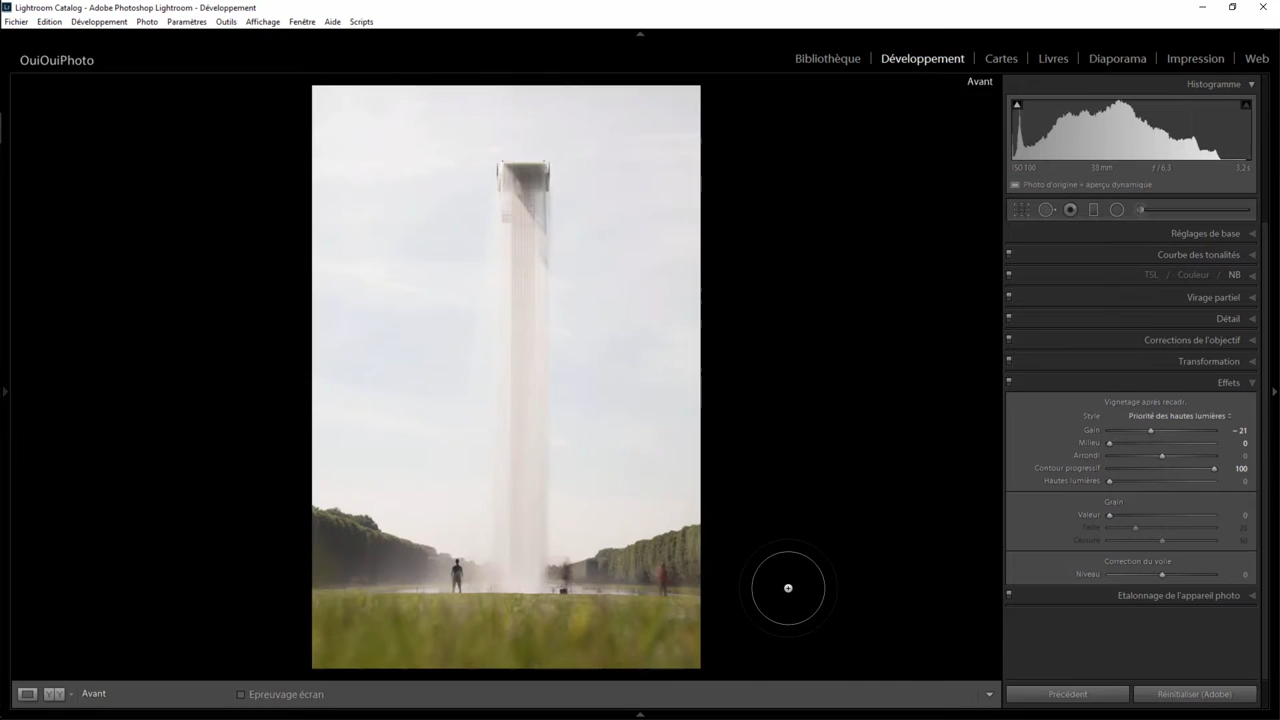 Lightroom Catalog - Adobe Photoshop Lightroom - Développement
Fichier Edition Développement Photo Paramètres Outils Affichage Fenêtre Aide Scripts
OuiOuiPhoto
Bibliothèque | Développement | Cartes | Livres | Diaporama | Impression | Web
Avant
Histogramme
ISO 100 38 mm ƒ / 6,3 3,2 s
Photo d'origine + aperçu dynamique
Réglages de base
Courbe des tonalités
TSL / Couleur / NB
Virage partiel
Détail
Corrections de l'objectif
Transformation
Effets
Vignetage après recadr.
Style Priorité des hautes lumières
Gain - 21
Milieu 0
Arrondi 0
Contour progressif 100
Hautes lumières 0
Grain
Valeur 0
Taille 25
Cassure 50
Correction du voile
Niveau 0
Etalonnage de l'appareil photo
Avant
Epreuvage écran
Précédent
Réinitialiser (Adobe)